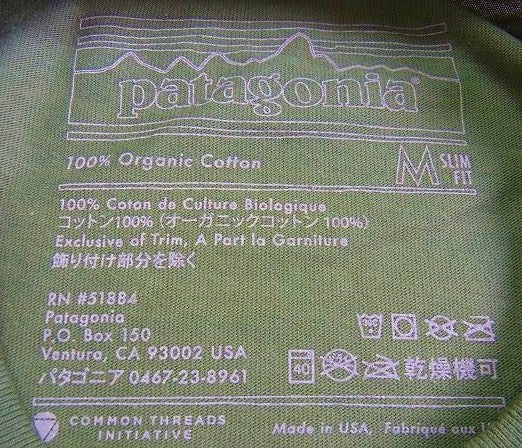 patagonia®
100% Organic Cotton
M SLIM FIT
100% Coton de Culture Biologique
コットン100% (オーガニックコットン 100%)
Exclusive of Trim, A Part la Garniture
飾り付け部分を除く
RN #51884
Patagonia
P.O. Box 150
Ventura, CA 93002 USA
パタゴニア 0467-23-8961
40
乾燥機可
COMMON THREADS
INITIATIVE
Made in USA, Fabriqué aux